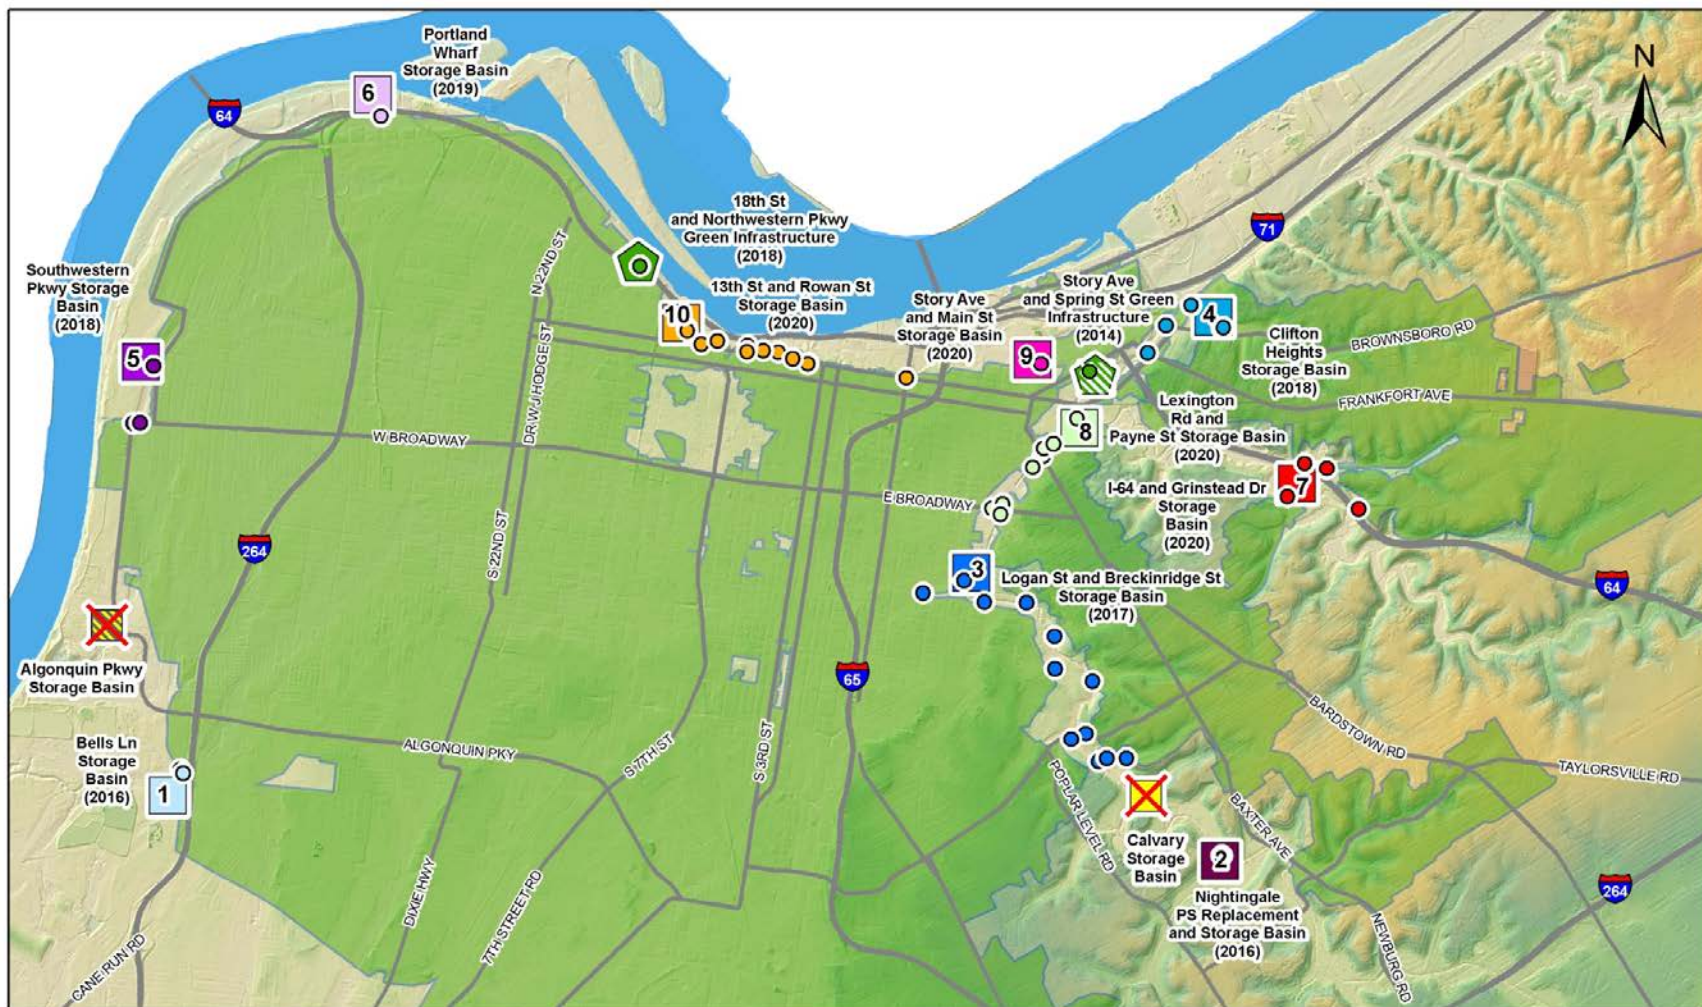 Portland
Wharf
Storage Basin
(2019)
6
64
N
18th St
and Northwestern Pkwy
Green Infrastructure
(2018)
71
Southwestern
Pkwy Storage
Basin
(2018)
5
N 22ND ST
13th St and Rowan St
Storage Basin
(2020)
10
Story Ave
and Main St
Storage Basin
(2020)
9
Story Ave
and Spring St Green
Infrastructure
(2014)
4
Clifton
Heights
Storage Basin
(2018)
BROWNSBORO RD
FRANKFORT AVE
DR W J HODGE ST
W BROADWAY
8
Lexington
Rd and
Payne St Storage Basin
(2020)
7
I-64 and Grinstead Dr
Storage
Basin
(2020)
E BROADWAY
S 22ND ST
264
3
Logan St and Breckinridge St
Storage Basin
(2017)
64
Algonquin Pkwy
Storage Basin
65
BARDSTOWN RD
TAYLORSVILLE RD
Bells Ln
Storage
Basin
(2016)
1
ALGONQUIN PKY
S 7TH ST
S 3RD ST
POPLAR LEVEL RD
BAXTER AVE
Calvary
Storage
Basin
2
Nightingale
PS Replacement
and Storage Basin
(2016)
264
DIXIE HWY
7TH STREET RD
CANE RUN RD
NEWBURG RD